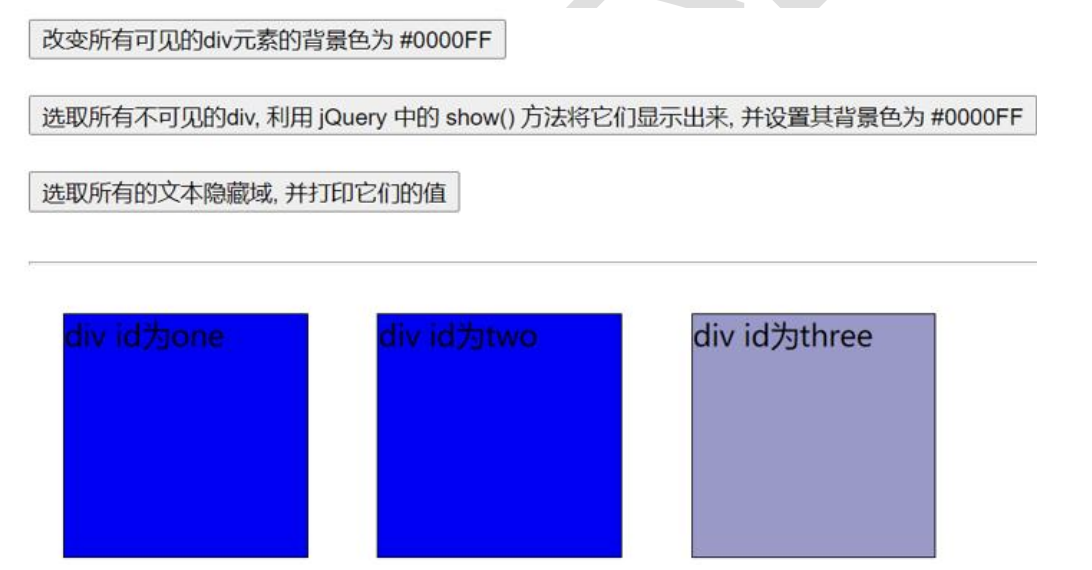 改变所有可见的div元素的背景色为 #0000FF
选取所有不可见的div, 利用 jQuery 中的 show() 方法将它们显示出来, 并设置其背景色为 #0000FF
选取所有的文本隐藏域, 并打印它们的值
div id为one
div id为two
div id为three